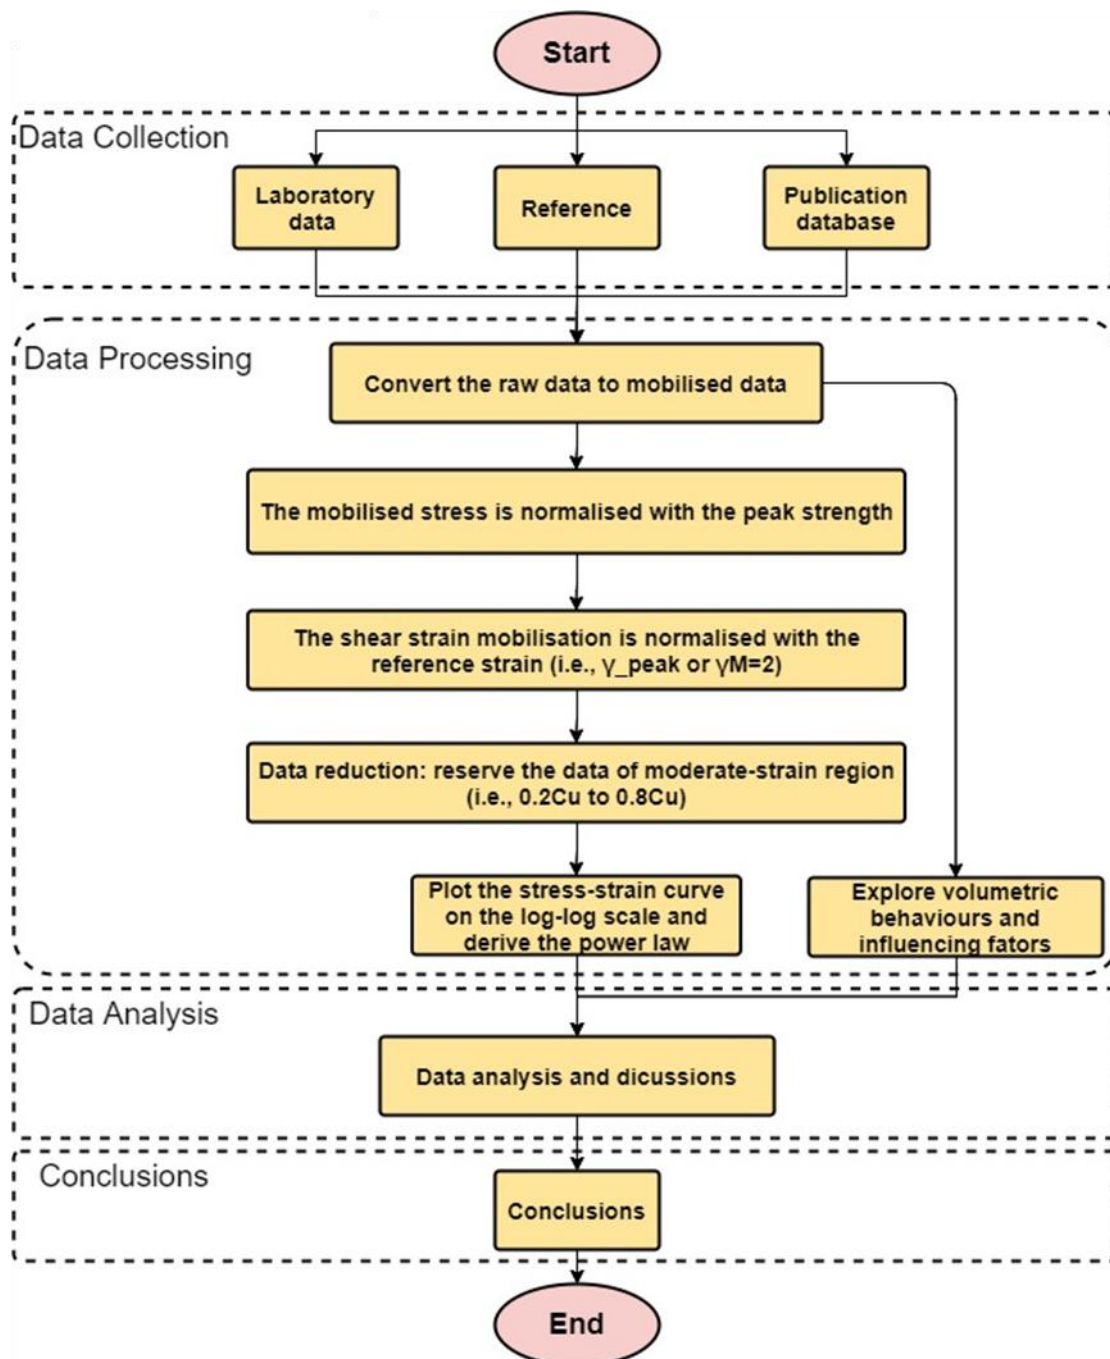 Start
Data Collection
Laboratory
data
Reference
Publication
database
Data Processing
Convert the raw data to mobilised data
The mobilised stress is normalised with the peak strength
The shear strain mobilisation is normalised with the
reference strain (i.e., γ_peak or γM=2)
Data reduction: reserve the data of moderate-strain region
(i.e., 0.2Cu to 0.8Cu)
Plot the stress-strain curve
on the log-log scale and
derive the power law
Explore volumetric
behaviours and
influencing fators
Data Analysis
Data analysis and dicussions
Conclusions
Conclusions
End